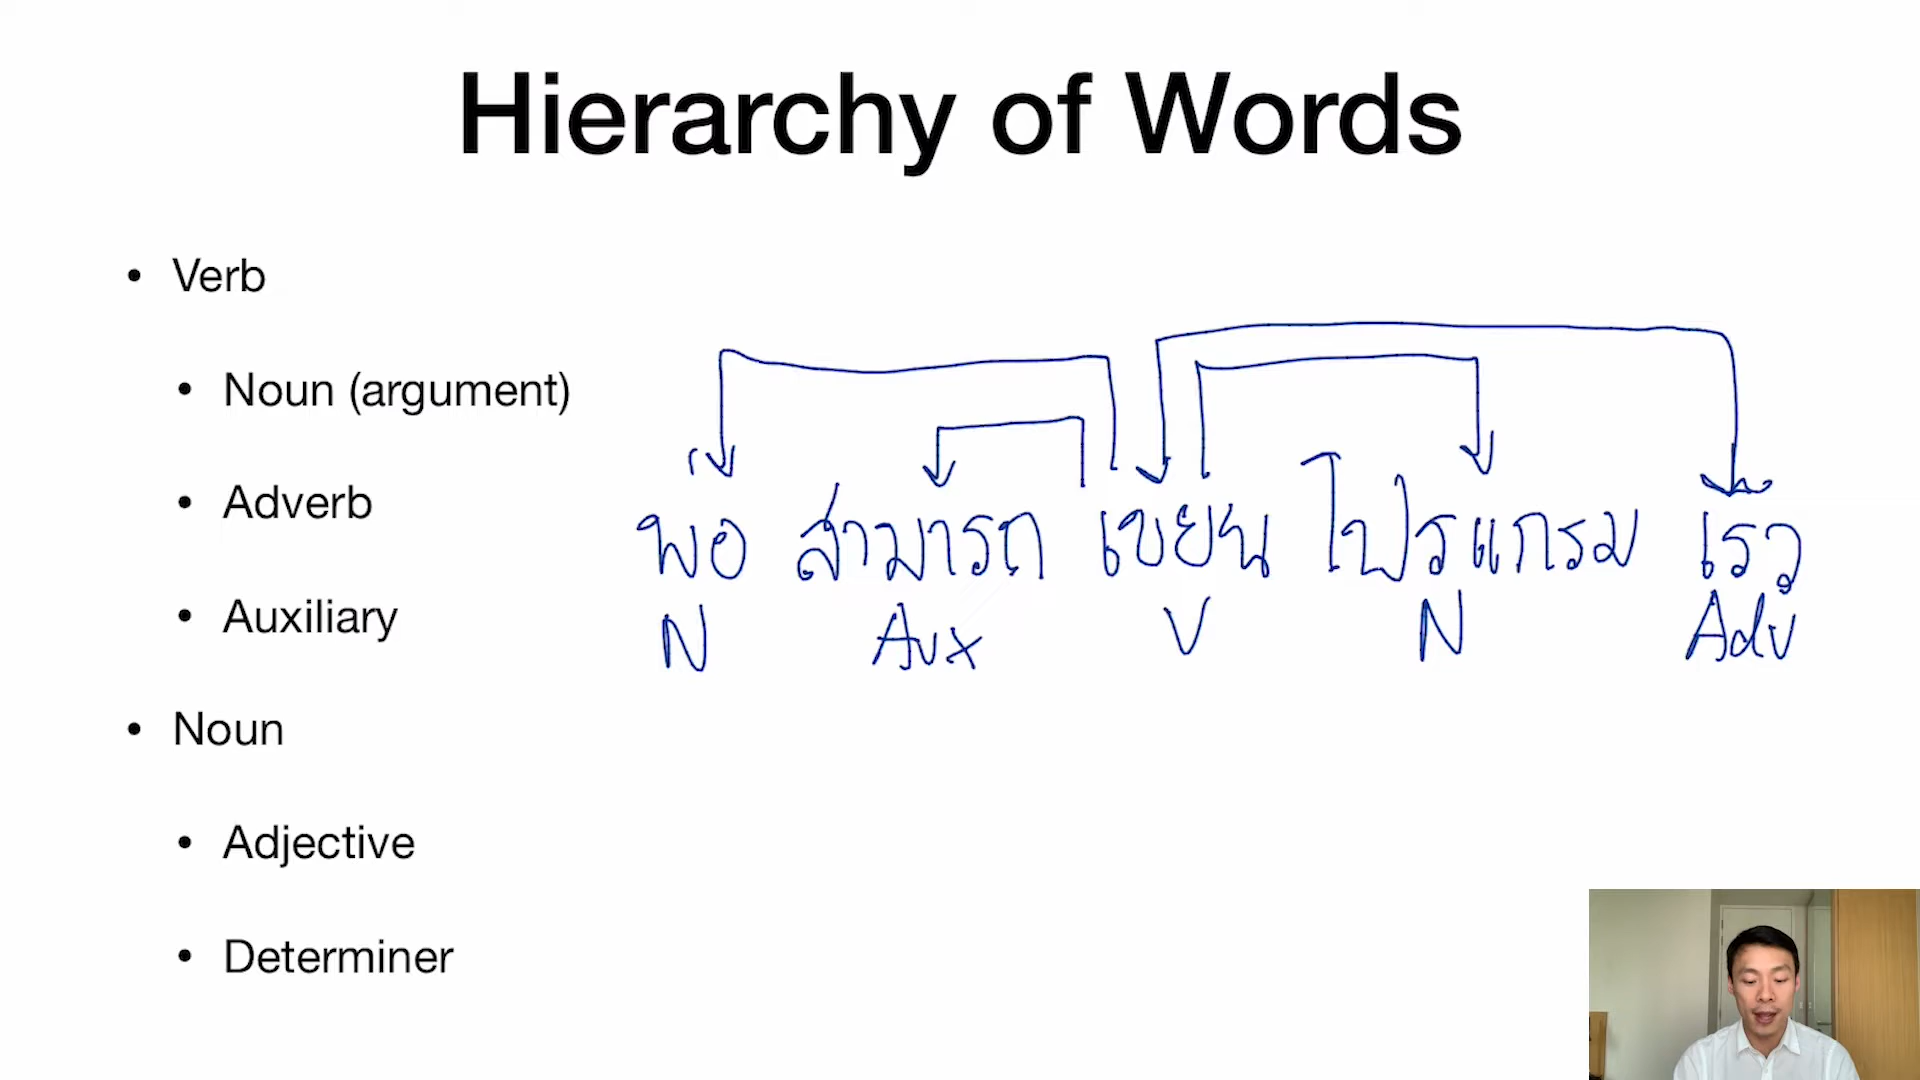 Hierarchy of Words
• Verb
• Noun (argument)
• Adverb
• Auxiliary
• Noun
• Adjective
• Determiner
พ่อ สามารถ เขียน โปรแกรม เร็ว
N Aux V N Adv